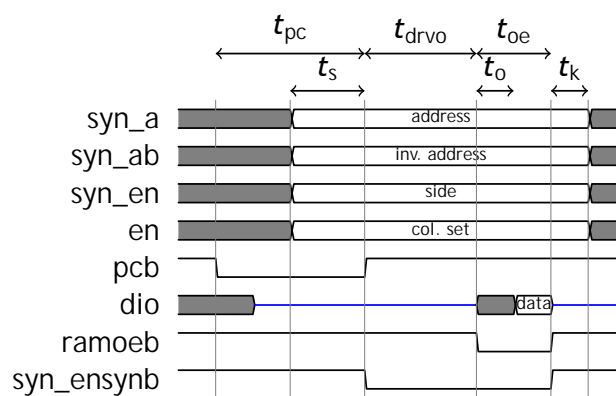 tpc tdrvo toe
ts to tk
syn_a address
syn_ab inv. address
syn_en side
en col. set
pcb
dio data
ramoeb
syn_ensynb